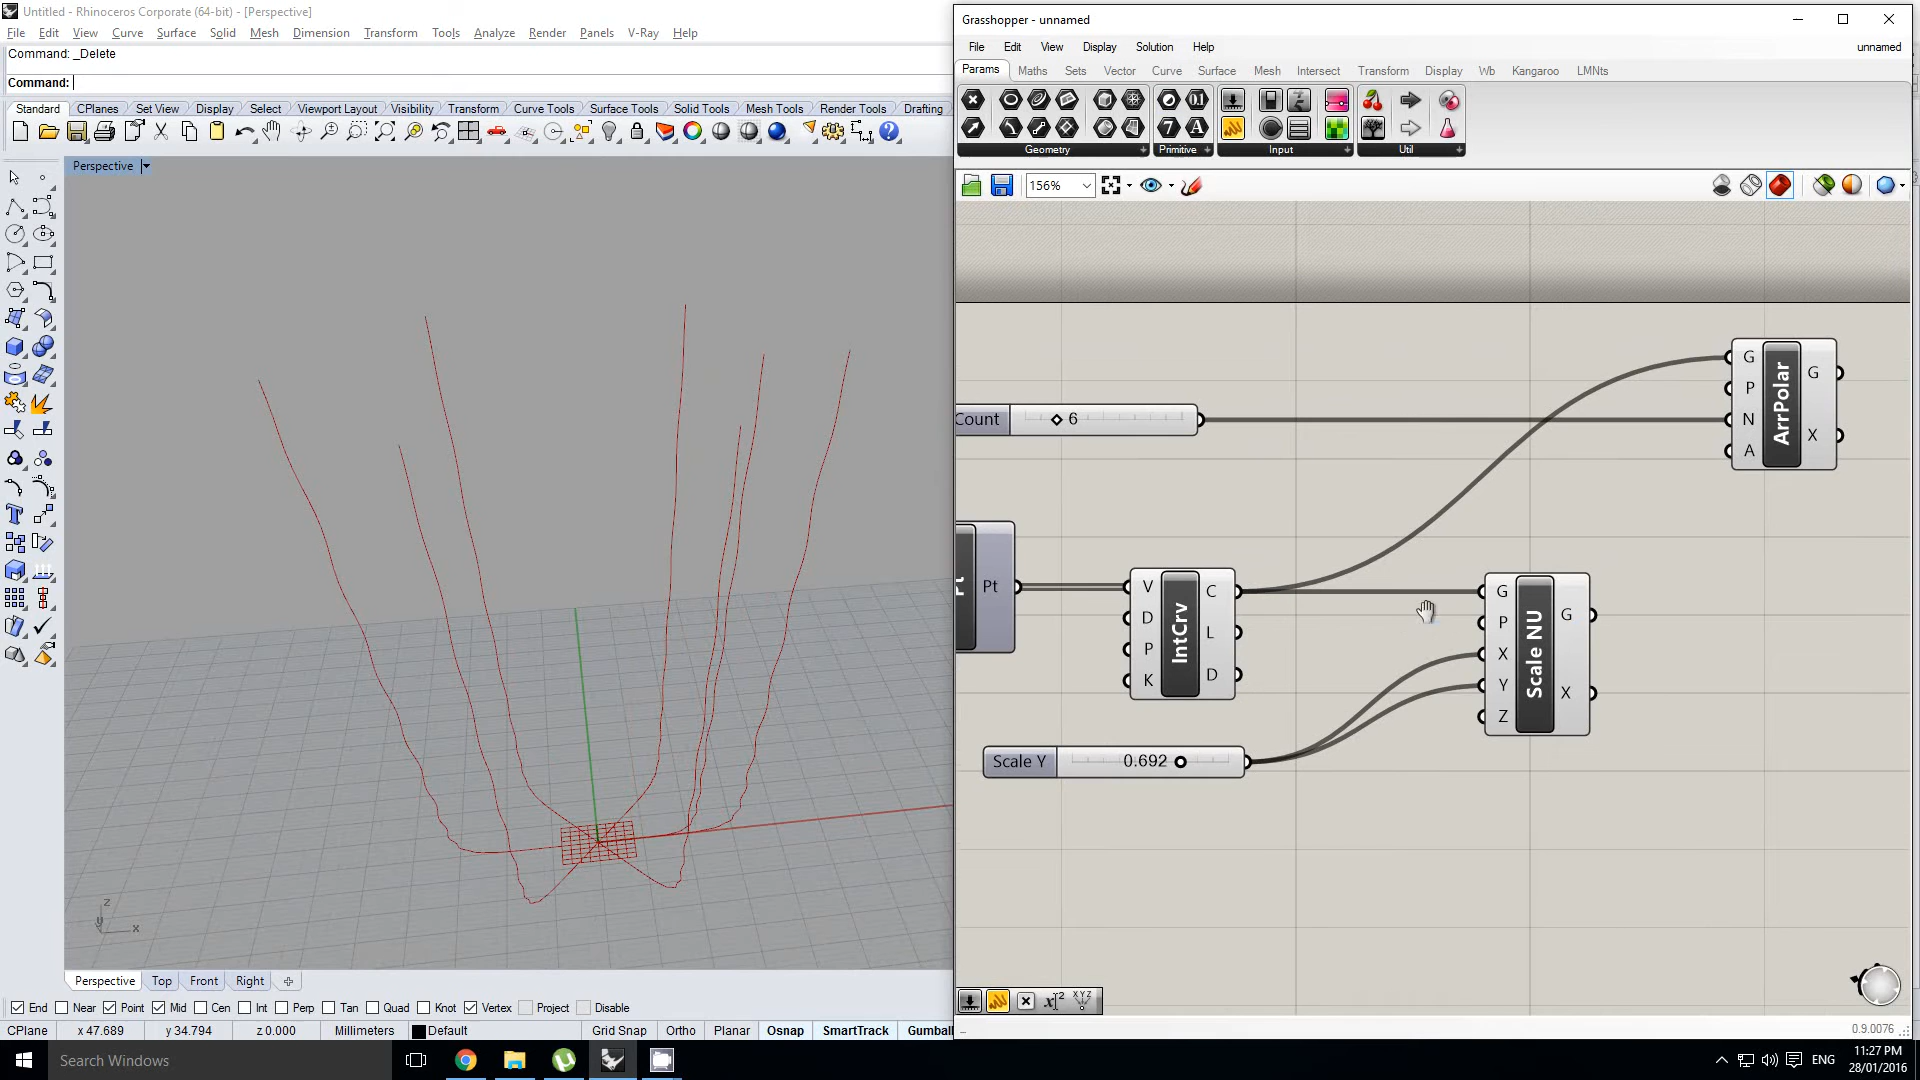 Untitled - Rhinoceros Corporate (64-bit) - [Perspective]
File Edit View Curve Surface Solid Mesh Dimension Transform Tools Analyze Render Panels V-Ray Help
Command: _Delete
Command:
Standard CPlanes Set View Display Select Viewport Layout Visibility Transform Curve Tools Surface Tools Solid Tools Mesh Tools Render Tools Drafting
Perspective
z
y
x
Perspective Top Front Right
End Near Point Mid Cen Int Perp Tan Quad Knot Vertex Project Disable
CPlane x 47.689 y 34.794 z 0.000 Millimeters Default Grid Snap Ortho Planar Osnap SmartTrack Gumball
Grasshopper - unnamed
File Edit View Display Solution Help unnamed
Params Maths Sets Vector Curve Surface Mesh Intersect Transform Display Wb Kangaroo LMNts
Geometry Primitive Input Util
156%
Count 6
G P N A ArrPolar G X
Pt
V D P K IntCrv C L D
G P X Y Z Scale NU G X
Scale Y 0.692
0.9.0076
Search Windows
ENG
11:27 PM
28/01/2016